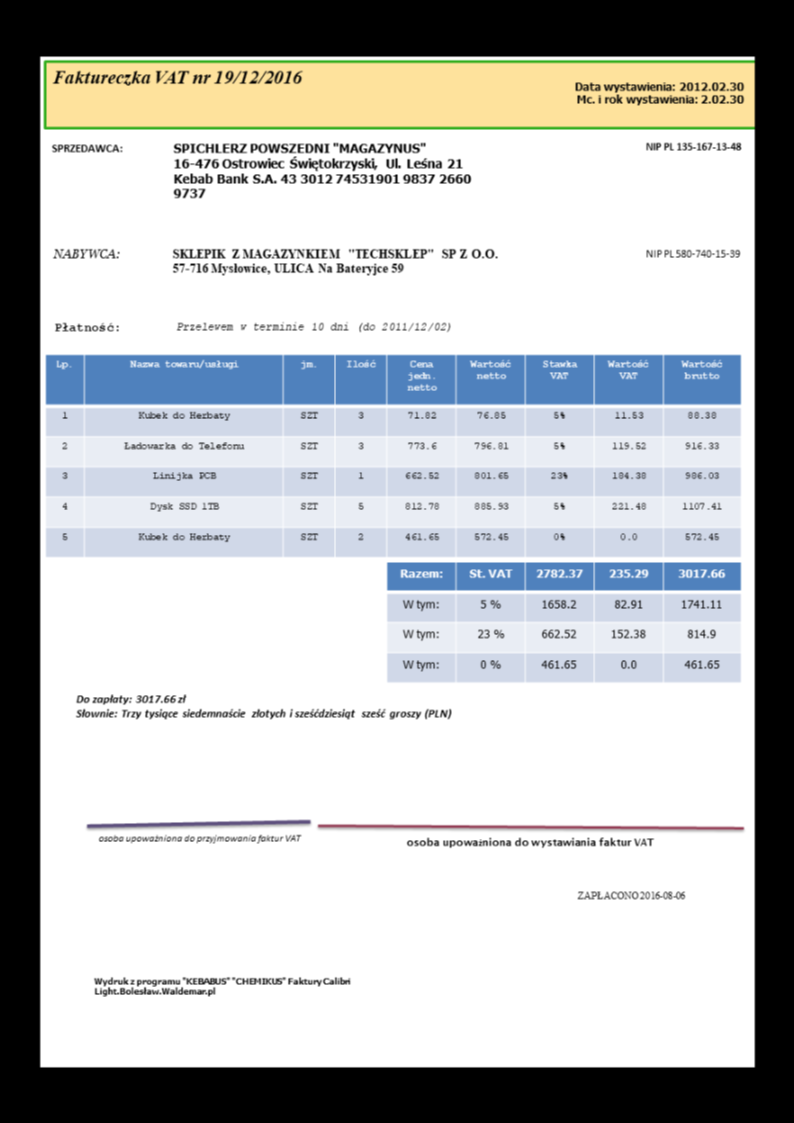 Faktureczka VAT nr 19/12/2016
Data wystawienia: 2012.02.30
Mc. i rok wystawienia: 2.02.30
SPRZEDAWCA:
SPICHLERZ POWSZEDNI "MAGAZYNUS"
NIP PL 135-167-13-48
16-476 Ostrowiec Świętokrzyski, Ul. Leśna 21
Kebab Bank S.A. 43 3012 74531901 9837 2660
9737
NABYWCA:
SKLEPIK Z MAGAZYNKIEM "TECHSKLEP" SP Z O.O.
NIP PL 580-740-15-39
57-716 Mysłowice, ULICA Na Bateryjce 59
Płatność: Przelewem w terminie 10 dni (do 2011/12/02)
Lp. Nazwa towaru/usługi jm. Ilość Cena jedn. netto Wartość netto Stawka VAT Wartość VAT Wartość brutto
1 Kubek do Herbaty SZT 3 71.82 76.85 5% 11.53 88.38
2 Ładowarka do Telefonu SZT 3 773.6 796.81 5% 119.52 916.33
3 Linijka PCB SZT 1 662.52 801.65 23% 184.38 986.03
4 Dysk SSD 1TB SZT 5 812.78 885.93 5% 221.48 1107.41
5 Kubek do Herbaty SZT 2 461.65 572.45 0% 0.0 572.45
Razem: St. VAT 2782.37 235.29 3017.66
W tym: 5 % 1658.2 82.91 1741.11
W tym: 23 % 662.52 152.38 814.9
W tym: 0 % 461.65 0.0 461.65
Do zapłaty: 3017.66 zł
Słownie: Trzy tysiące siedemnaście złotych i sześćdziesiąt sześć groszy (PLN)
osoba upoważniona do przyjmowania faktur VAT
osoba upoważniona do wystawiania faktur VAT
ZAPŁACONO 2016-08-06
Wydruk z programu "KEBABUS" "CHEMIKUS" Faktury Calibri
Light.Bolesław.Waldemar.pl